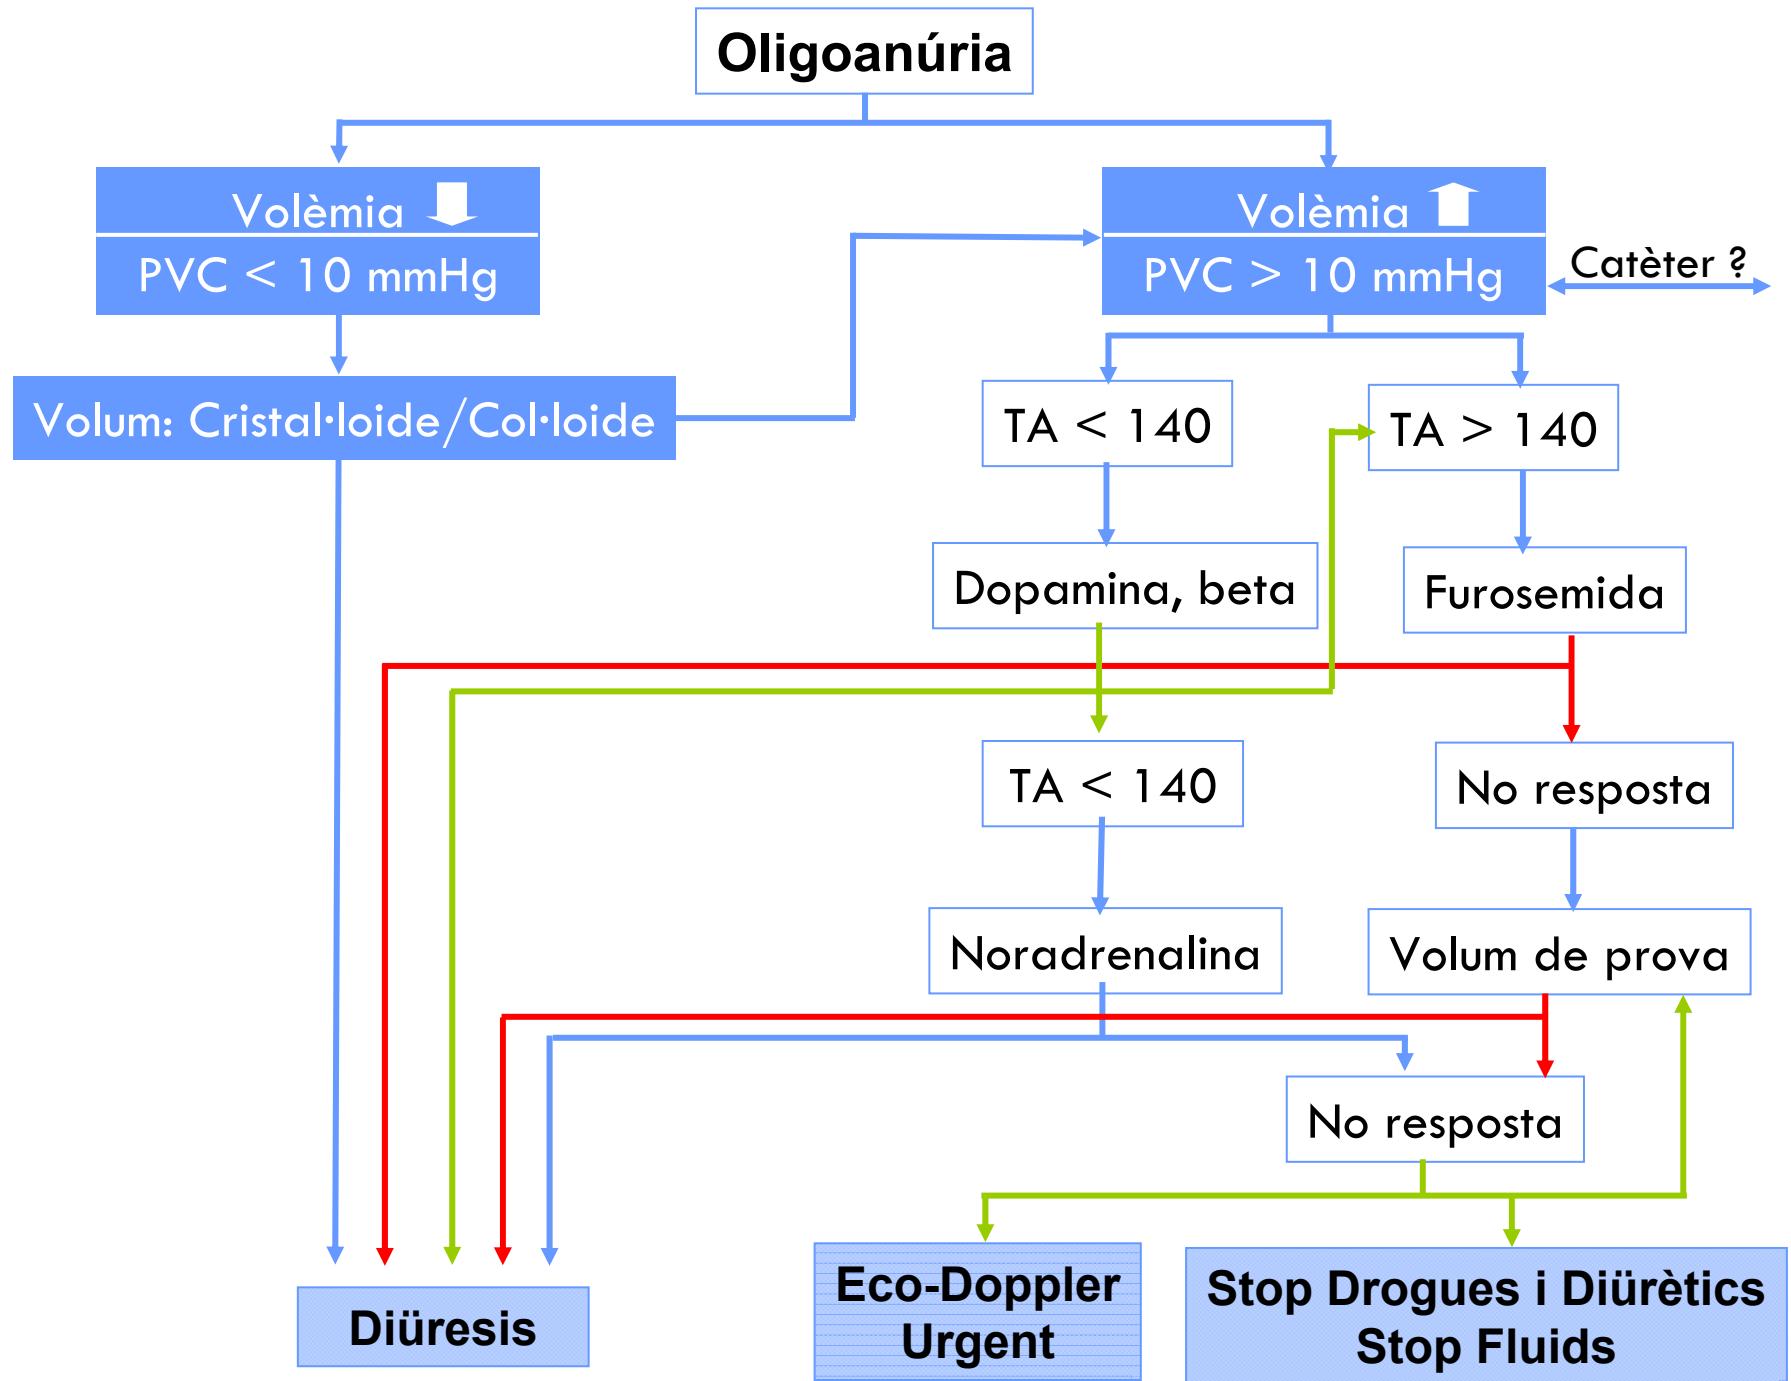 Oligoanúria
Volèmia
PVC < 10 mmHg
Volèmia
PVC > 10 mmHg
Catèter ?
Volum: Cristal·loide/Col·loide
TA < 140
TA > 140
Dopamina, beta
Furosemida
TA < 140
No resposta
Noradrenalina
Volum de prova
No resposta
Diüresis
Eco-Doppler
Urgent
Stop Drogues i Diürètics
Stop Fluids